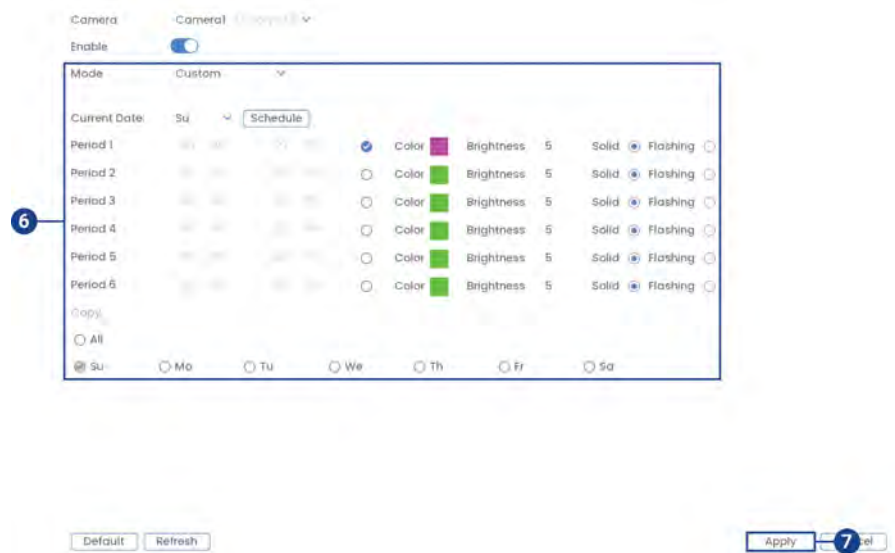 Camera Camera1
Enable
Mode Custom
Current Date: Su Schedule
Period 1 Color Brightness 5 Solid Flashing
Period 2 Color Brightness 5 Solid Flashing
Period 3 Color Brightness 5 Solid Flashing
6
Period 4 Color Brightness 5 Solid Flashing
Period 5 Color Brightness 5 Solid Flashing
Period 6 Color Brightness 5 Solid Flashing
Copy
All
Su Mo Tu We Th Fr Sa
Default Refresh Apply 7